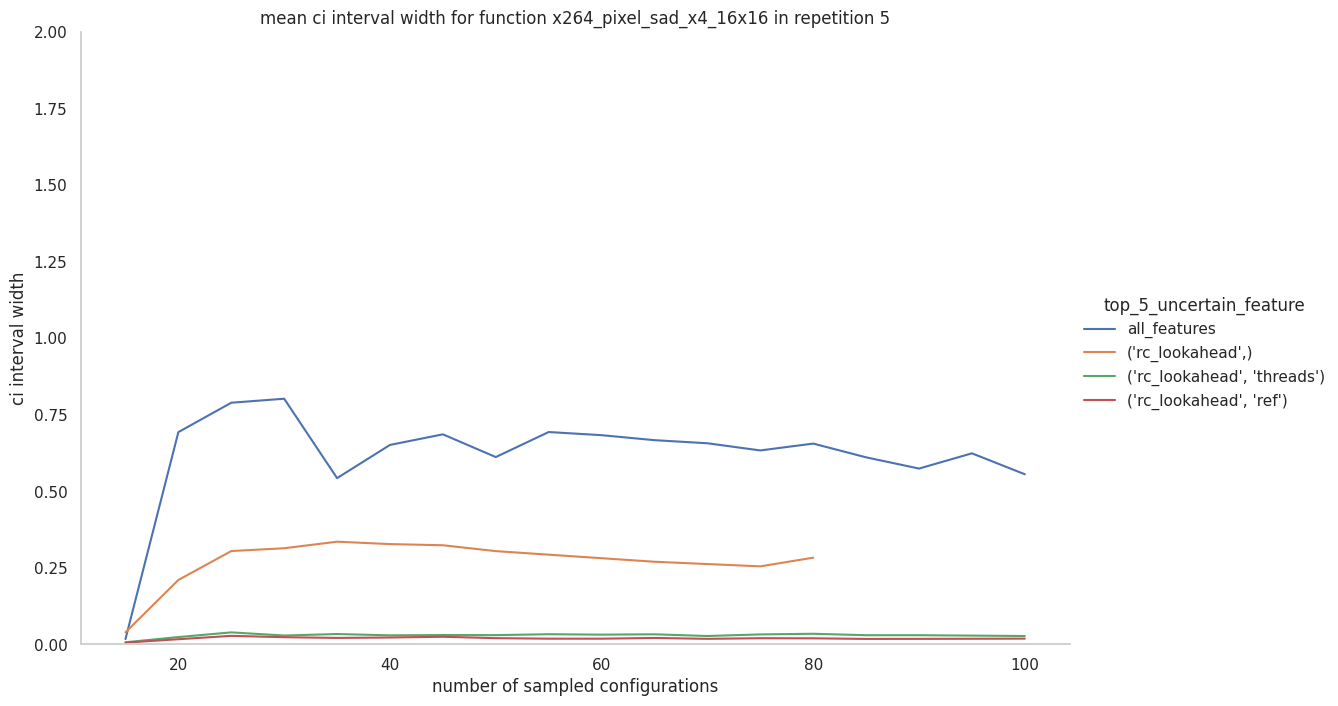 mean ci interval width for function x264_pixel_sad_x4_16x16 in repetition 5
2.00
1.75
1.50
1.25
1.00
0.75
0.50
0.25
0.00
ci interval width
20
40
60
80
100
number of sampled configurations
top_5_uncertain_feature
all_features
('rc_lookahead',)
('rc_lookahead', 'threads')
('rc_lookahead', 'ref')